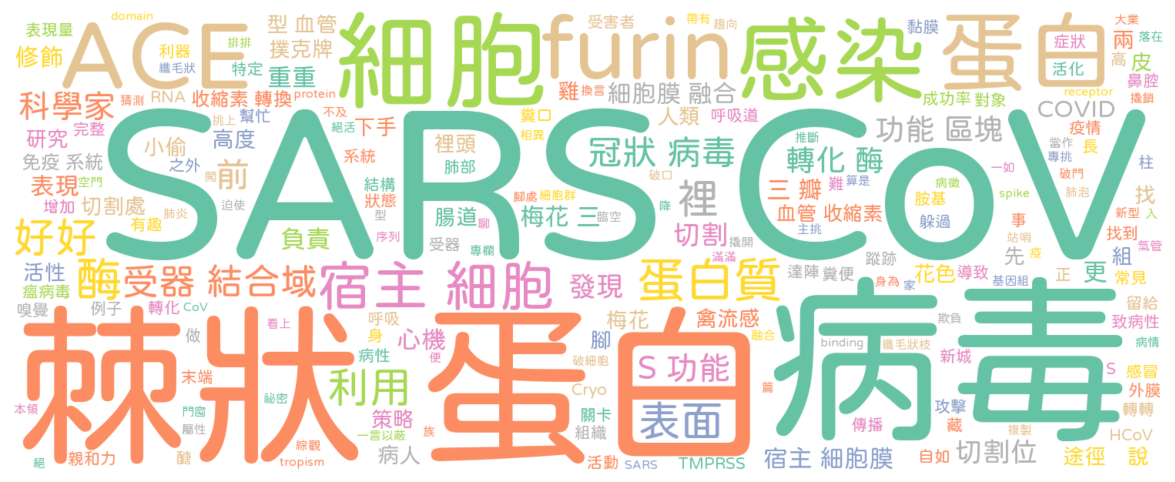 domain
表現量
修飾
利器
排排
纖毛狀
特定
ACE
型 血管
撲克牌
重重
細胞
furin
受害者
帶有
趨向
感染
黏膜
蛋白
大業
兩
落在
症狀
高
皮
活化
鼻腔
科學家
猜測
RNA
收縮素 轉換
protein
挑上
幫忙
不及
絕活
下手
雞
換言
細胞膜 融合
糞口
相異
人類
呼吸道
成功率
對象
receptor
撬鎖
COVID
研究
完整
小偷
高度
系統
裡頭
肺部
冠狀 病毒
推斷
功能 區塊
轉化 酶
疫情
當作
長
專挑
破門
柱
免疫 系統
之外
闖
前
表現
空門
增加
切割處
肺炎
迫使
結構
狀態
型
SARS CoV
腳處
細胞群
破口
裡
難
算是
三 瓣
病徵
一如
胺基
spike
肺泡
找
新型
入
好好
有趣
負責
序列
腸道
聊
受器
專欄
梅花 三
臨空
降
切割
撬開
滿滿
血管 收縮素
主挑
躲過
事
站哨
先
疫
找到
氣管
組
活性
瘟病毒
酶
受器 結合域
宿主 細胞
發現
蛋白質
達陣
糞便
蹤跡
身為
家
花色
導致
基因組
正
更
常見
嗅覺
例子
轉化
CoV
看上
做
呼吸
身
心機
便
腳
梅花
禽流感
融合
binding
欺負
纖毛狀枝
留給
致病性
新城
S
病情
感冒
棘狀 蛋白
病毒
病性
末端
祕密
利用
破細胞
Cryo
S 功能
表面
篇
外膜
本領
門窗
屬性
策略
一言以蔽
族
關卡
組織
攻擊
藏
傳播
複製
轉轉
HCoV
絕
親和力
醣
綜觀
tropism
病人
活動
SARS
TMPRSS
宿主 細胞膜
自如
切割位
途徑
說